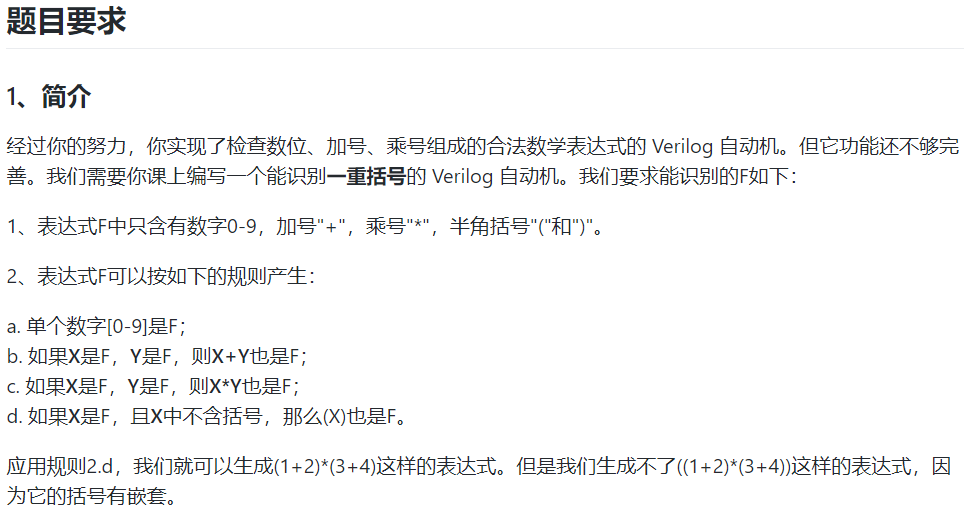 题目要求
1、简介
经过你的努力，你实现了检查数位、加号、乘号组成的合法数学表达式的 Verilog 自动机。但它功能还不够完
善。我们需要你课上编写一个能识别一重括号的 Verilog 自动机。我们要求能识别的F如下：
1、表达式F中只含有数字0-9，加号"+"，乘号"*"，半角括号"("和")"。
2、表达式F可以按如下的规则产生：
a. 单个数字[0-9]是F；
b. 如果X是F，Y是F，则X+Y也是F；
c. 如果X是F，Y是F，则X*Y也是F；
d. 如果X是F，且X中不含括号，那么(X)也是F。
应用规则2.d，我们就可以生成(1+2)*(3+4)这样的表达式。但是我们生成不了((1+2)*(3+4))这样的表达式，因
为它的括号有嵌套。